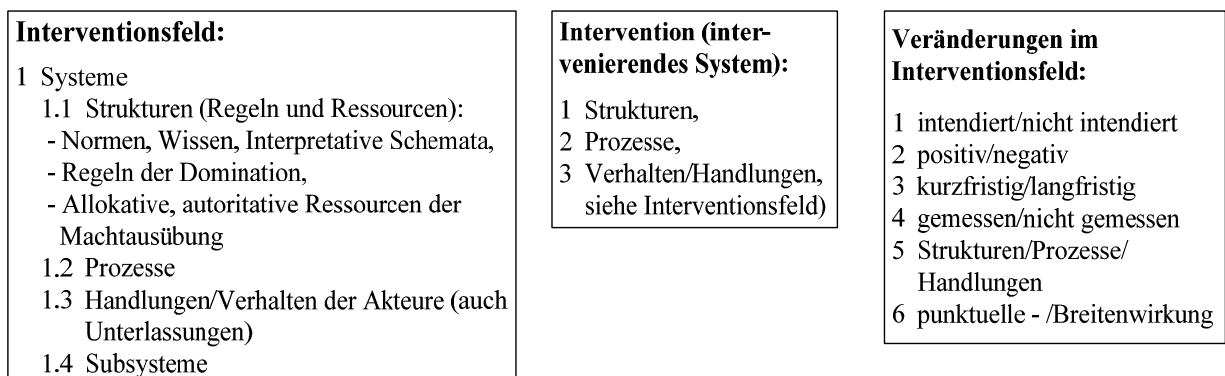 Interventionsfeld:
1 Systeme
1.1 Strukturen (Regeln und Ressourcen):
- Normen, Wissen, Interpretative Schemata,
- Regeln der Domination,
- Allokative, autoritative Ressourcen der
Machtausübung
1.2 Prozesse
1.3 Handlungen/Verhalten der Akteure (auch
Unterlassungen)
1.4 Subsysteme
Intervention (inter-
venierendes System):
1 Strukturen,
2 Prozesse,
3 Verhalten/Handlungen,
siehe Interventionsfeld)
Veränderungen im
Interventionsfeld:
1 intendiert/nicht intendiert
2 positiv/negativ
3 kurzfristig/langfristig
4 gemessen/nicht gemessen
5 Strukturen/Prozesse/
Handlungen
6 punktuelle - /Breitenwirkung